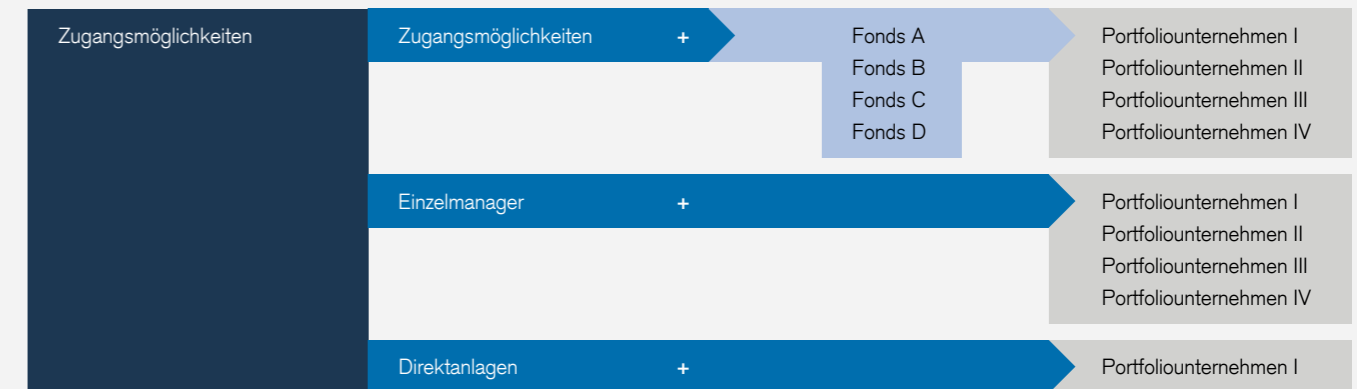 Zugangsmöglichkeiten
Zugangsmöglichkeiten +
Fonds A
Fonds B
Fonds C
Fonds D
Portfoliounternehmen I
Portfoliounternehmen II
Portfoliounternehmen III
Portfoliounternehmen IV
Einzelmanager +
Portfoliounternehmen I
Portfoliounternehmen II
Portfoliounternehmen III
Portfoliounternehmen IV
Direktanlagen +
Portfoliounternehmen I